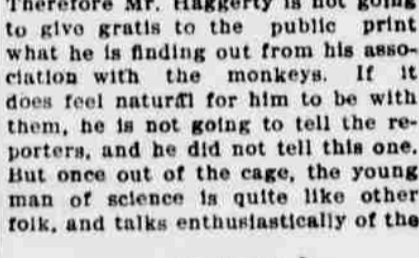 Therefore Mr. Haggerty is not going
to give gratis to the public print
what he is finding out from his asso-
ciation with the monkeys. If it
does feel natural for him to be with
them, he is not going to tell the re-
porters, and he did not tell this one.
But once out of the cage, the young
man of science is quite like other
folk, and talks enthusiastically of the